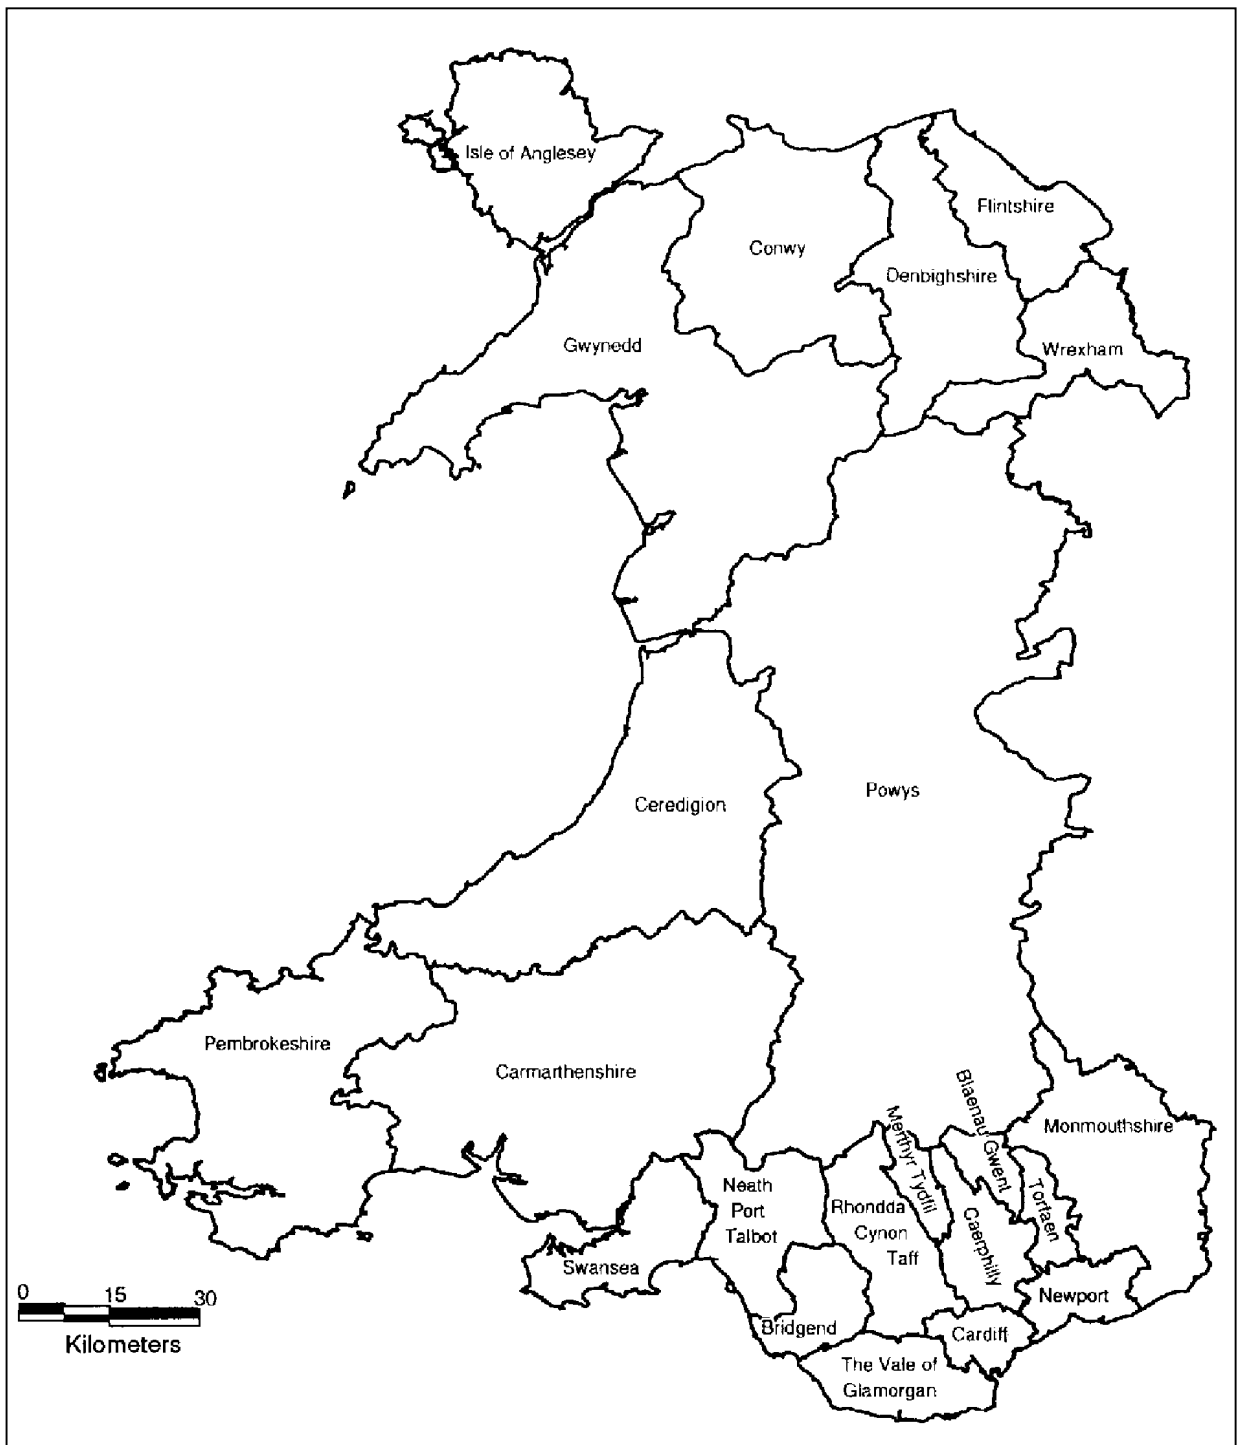 Isle of Anglesey
Flintshire
Conwy
Denbighshire
Gwynedd
Wrexham
Powys
Ceredigion
Pembrokeshire
Carmarthenshire
Blaenau Gwent
Merthyr Tydfil
Monmouthshire
Neath
Port
Talbot
Rhondda
Cynon
Taff
Caerphilly
Torfaen
Swansea
Newport
Bridgend
Cardiff
The Vale of
Glamorgan
0 15 30
Kilometers